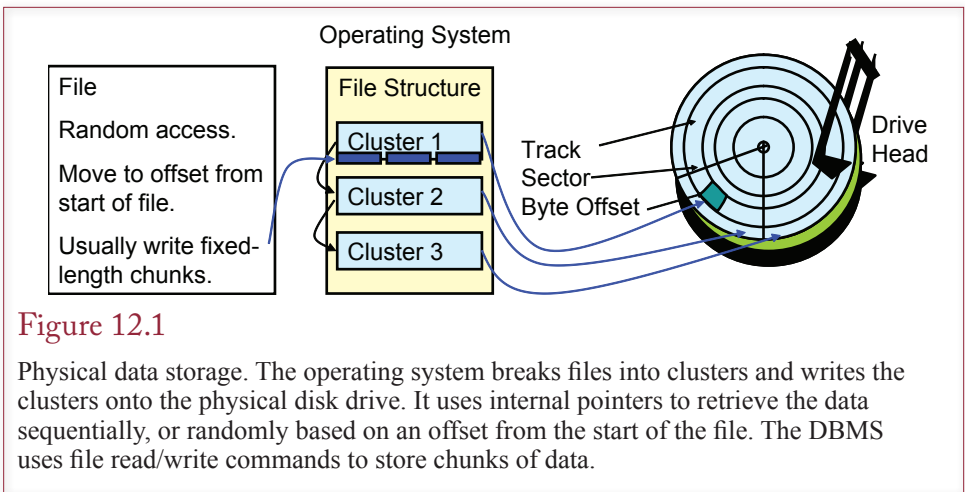 Operating System
File
Random access.
Move to offset from
start of file.
Usually write fixed-
length chunks.
File Structure
Cluster 1
Cluster 2
Cluster 3
Track
Sector
Byte Offset
Drive
Head
Figure 12.1
Physical data storage. The operating system breaks files into clusters and writes the
clusters onto the physical disk drive. It uses internal pointers to retrieve the data
sequentially, or randomly based on an offset from the start of the file. The DBMS
uses file read/write commands to store chunks of data.